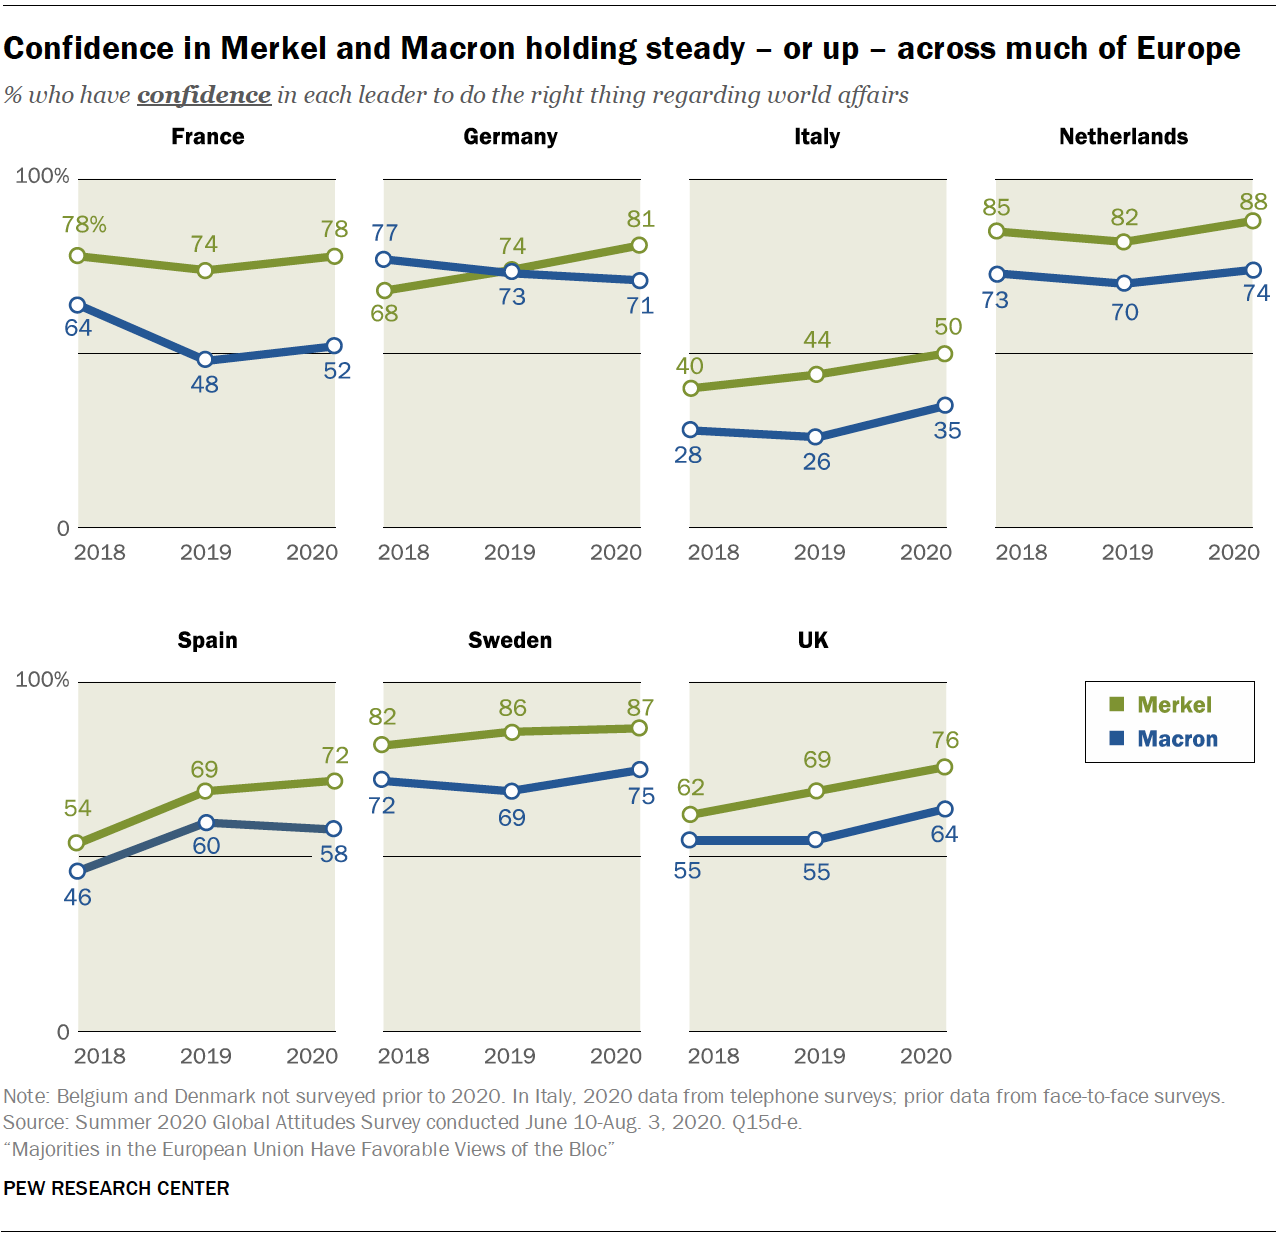 Confidence in Merkel and Macron holding steady – or up – across much of Europe
% who have confidence in each leader to do the right thing regarding world affairs
France
Germany
Italy
Netherlands
100%
78%
74
78
64
48
52
0
2018 2019 2020
77
74
81
68
73
71
2018 2019 2020
40
44
50
28
26
35
2018 2019 2020
85
82
88
73
70
74
2018 2019 2020
Spain
Sweden
UK
100%
54
69
72
46
60
58
0
2018 2019 2020
82
86
87
72
69
75
2018 2019 2020
62
69
76
55
55
64
2018 2019 2020
Merkel
Macron
Note: Belgium and Denmark not surveyed prior to 2020. In Italy, 2020 data from telephone surveys; prior data from face-to-face surveys.
Source: Summer 2020 Global Attitudes Survey conducted June 10-Aug. 3, 2020. Q15d-e.
“Majorities in the European Union Have Favorable Views of the Bloc”
PEW RESEARCH CENTER